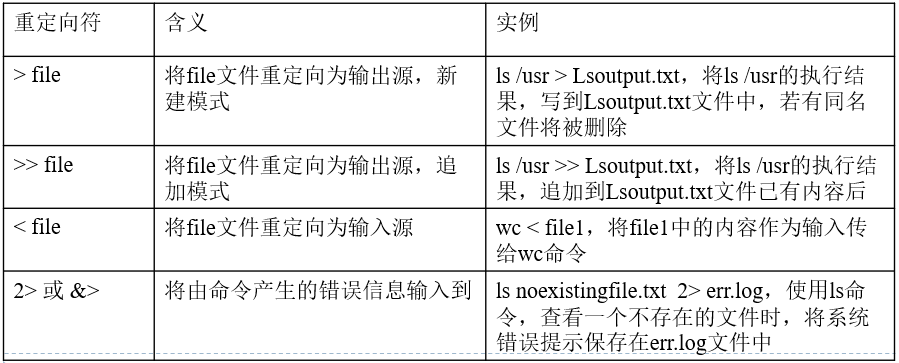 重定向符 含义 实例
> file 将file文件重定向为输出源，新 ls /usr > Lsoutput.txt，将ls /usr的执行结
建模式 果，写到Lsoutput.txt文件中，若有同名
文件将被删除
>> file 将file文件重定向为输出源，追 ls /usr >> Lsoutput.txt，将ls /usr的执行结
加模式 果，追加到Lsoutput.txt文件已有内容后
< file 将file文件重定向为输入源 wc < file1，将file1中的内容作为输入传
给wc命令
2> 或 &> 将由命令产生的错误信息输入到 ls noexistingfile.txt 2> err.log，使用ls命
令，查看一个不存在的文件时，将系统
错误提示保存在err.log文件中